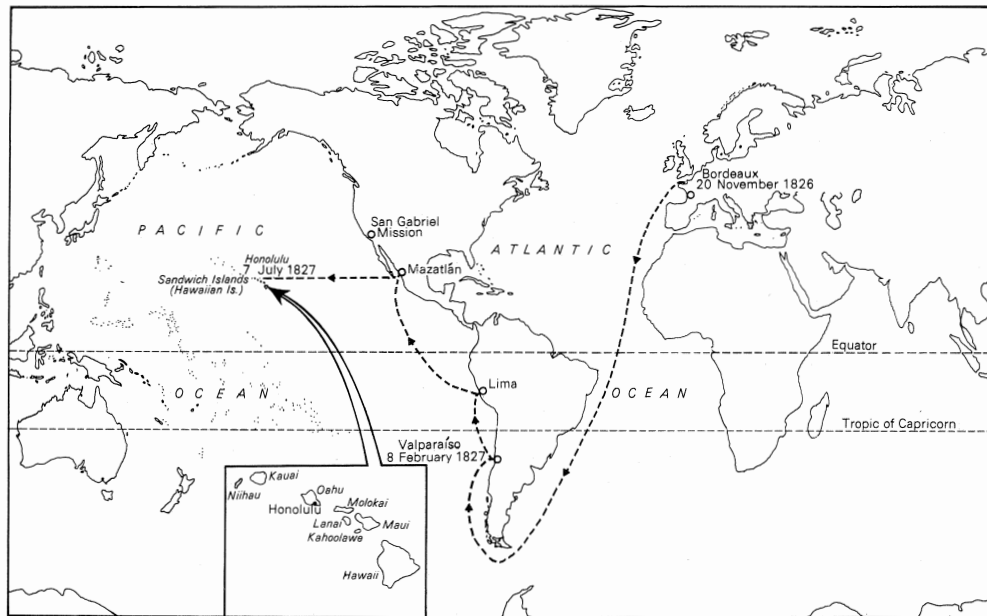 Bordeaux
20 November 1826
San Gabriel
Mission
PACIFIC
ATLANTIC
Honolulu
7 July 1827
Mazatlán
Sandwich Islands
(Hawaiian Is.)
Equator
OCEAN
Lima
OCEAN
Tropic of Capricorn
Valparaíso
8 February 1827
Kauai
Niihau
Oahu
Honolulu
Molokai
Lanai
Maui
Kahoolawe
Hawaii